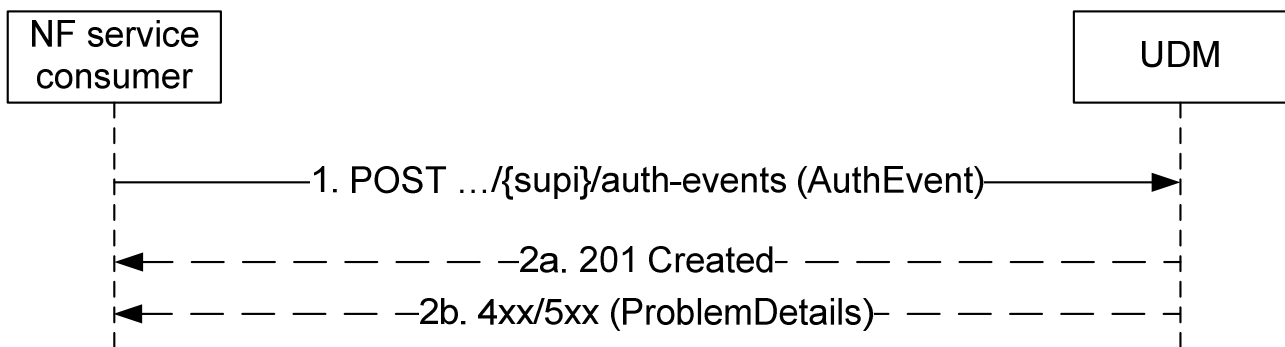 NF service
consumer
UDM
1. POST …/{supi}/auth-events (AuthEvent)
2a. 201 Created
2b. 4xx/5xx (ProblemDetails)